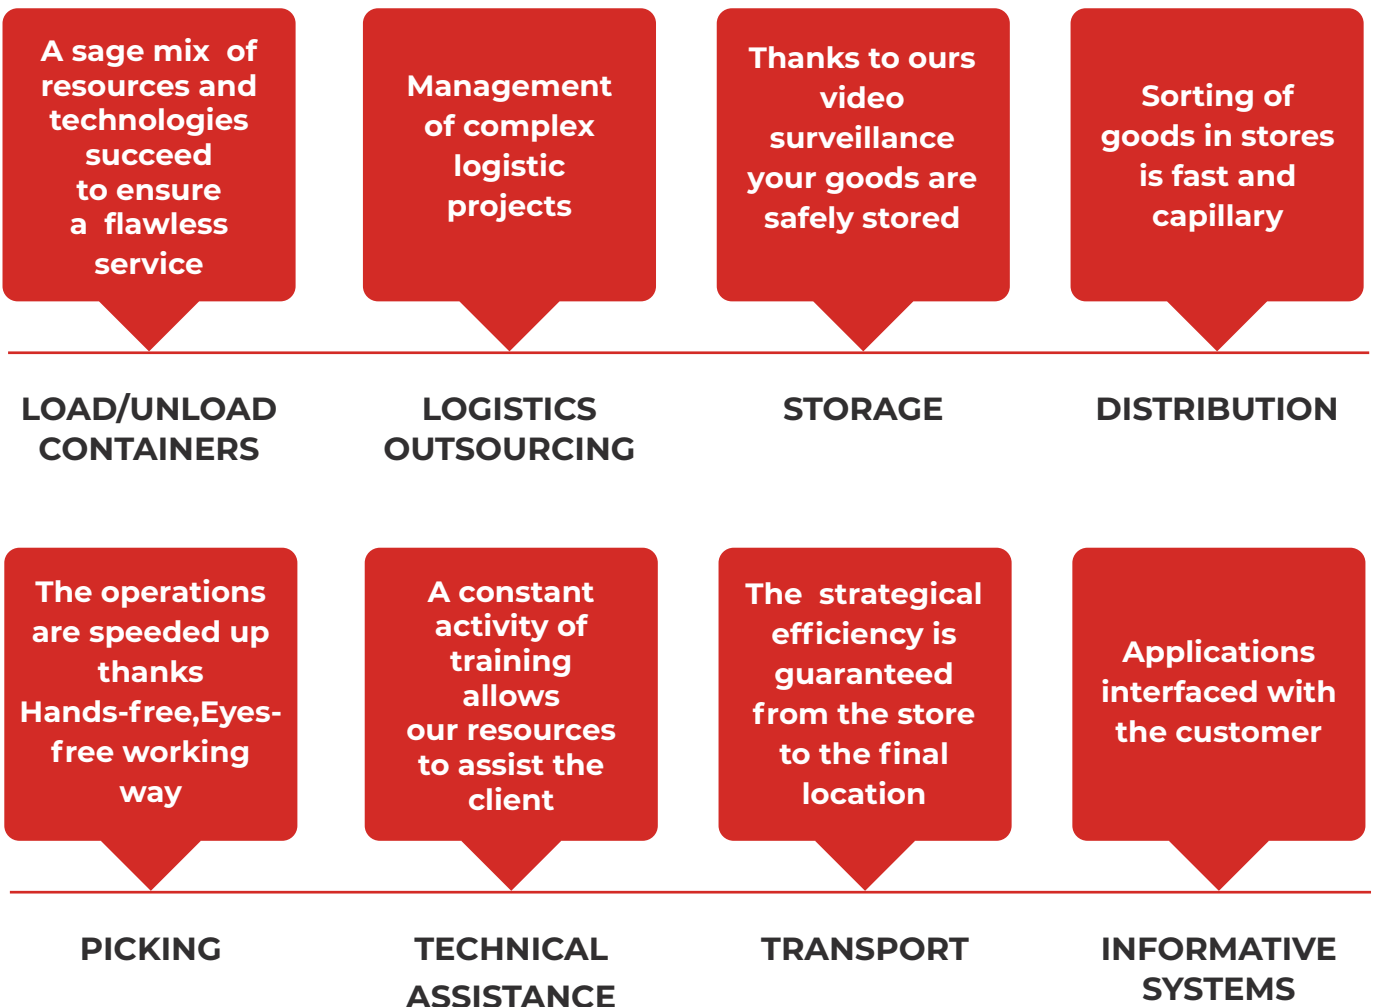 A sage mix of
resources and
technologies
succeed
to ensure
a flawless
service
Management
of complex
logistic
projects
Thanks to ours
video
surveillance
your goods are
safely stored
Sorting of
goods in stores
is fast and
capillary
LOAD/UNLOAD
CONTAINERS
LOGISTICS
OUTSOURCING
STORAGE
DISTRIBUTION
The operations
are speeded up
thanks
Hands-free,Eyes-
free working
way
A constant
activity of
training
allows
our resources
to assist the
client
The strategical
efficiency is
guaranteed
from the store
to the final
location
Applications
interfaced with
the customer
PICKING
TECHNICAL
ASSISTANCE
TRANSPORT
INFORMATIVE
SYSTEMS